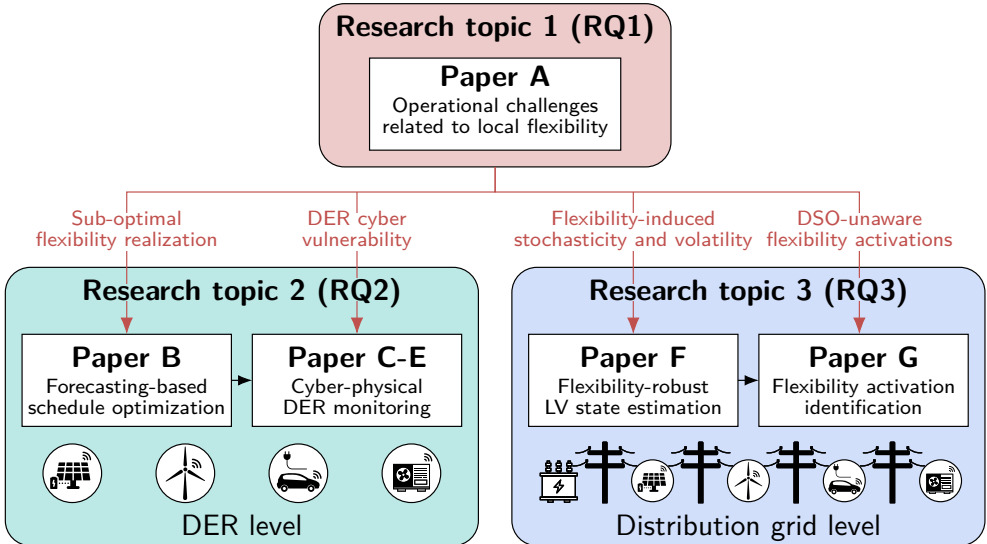 Research topic 1 (RQ1)
Paper A
Operational challenges
related to local flexibility
Sub-optimal
flexibility realization
DER cyber
vulnerability
Flexibility-induced
stochasticity and volatility
DSO-unaware
flexibility activations
Research topic 2 (RQ2)
Paper B
Forecasting-based
schedule optimization
Paper C-E
Cyber-physical
DER monitoring
DER level
Research topic 3 (RQ3)
Paper F
Flexibility-robust
LV state estimation
Paper G
Flexibility activation
identification
Distribution grid level